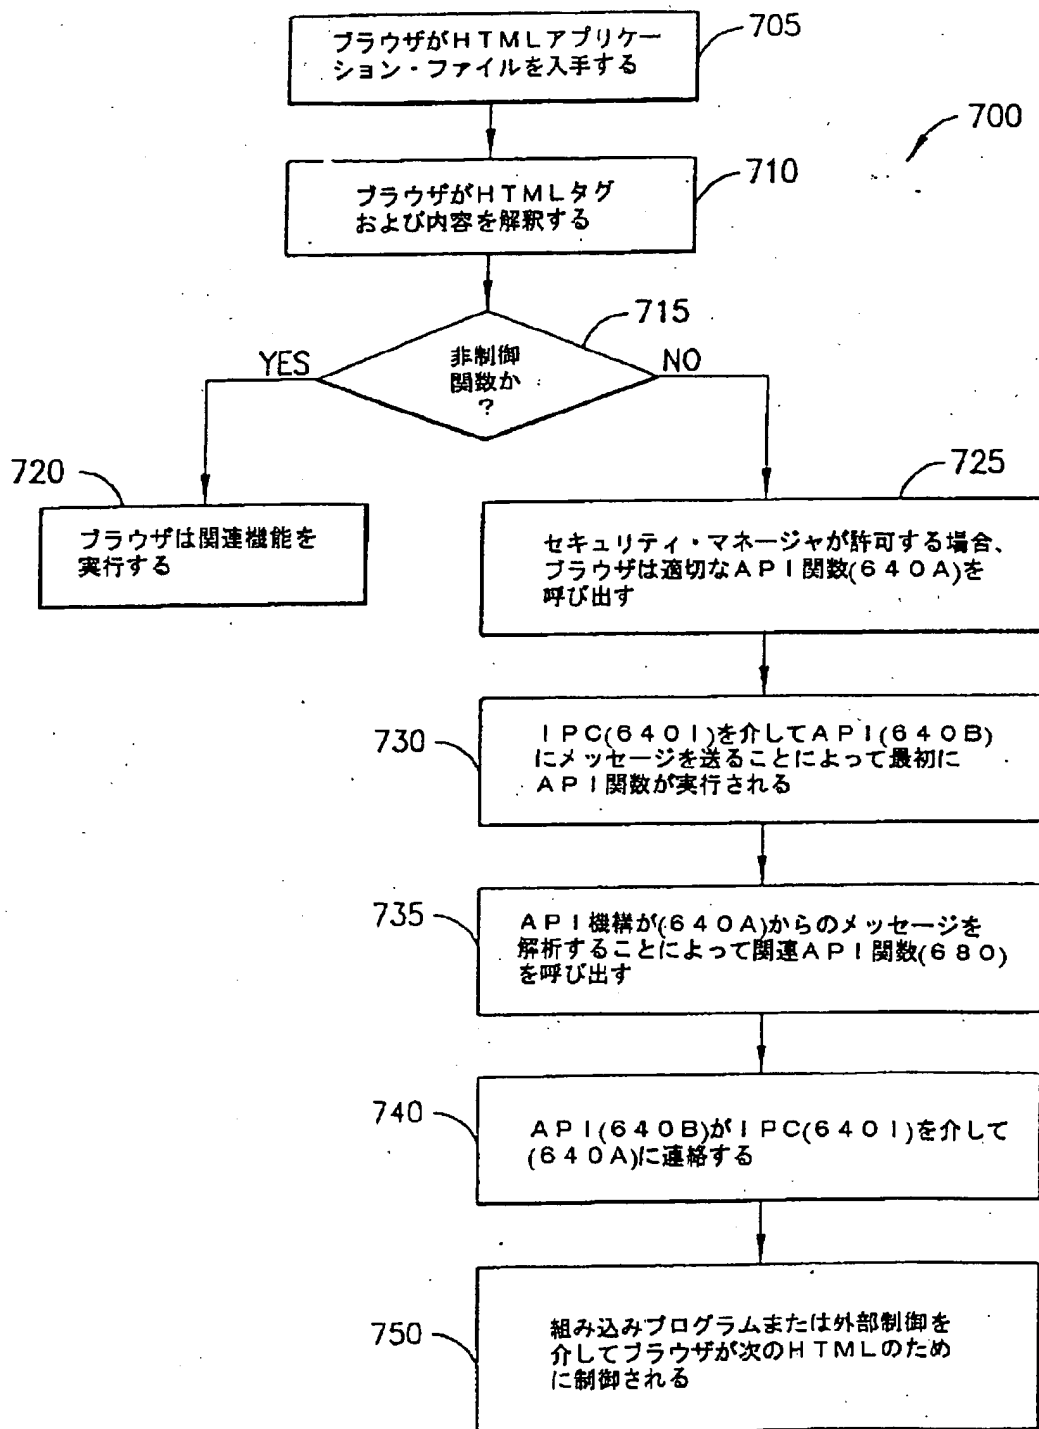 ブラウザがHTMLアプリケー
ション・ファイルを入手する
705
700
ブラウザがHTMLタグ
および内容を解釈する
710
715
非制御
関数か
?
YES
NO
720
ブラウザは関連機能を
実行する
725
セキュリティ・マネージャが許可する場合、
ブラウザは適切なAPI関数(640A)を
呼び出す
730
IPC(640I)を介してAPI(640B)
にメッセージを送ることによって最初に
API関数が実行される
735
API機構が(640A)からのメッセージを
解析することによって関連API関数(680)
を呼び出す
740
API(640B)がIPC(640I)を介して
(640A)に連絡する
750
組み込みプログラムまたは外部制御を
介してブラウザが次のHTMLのため
に制御される